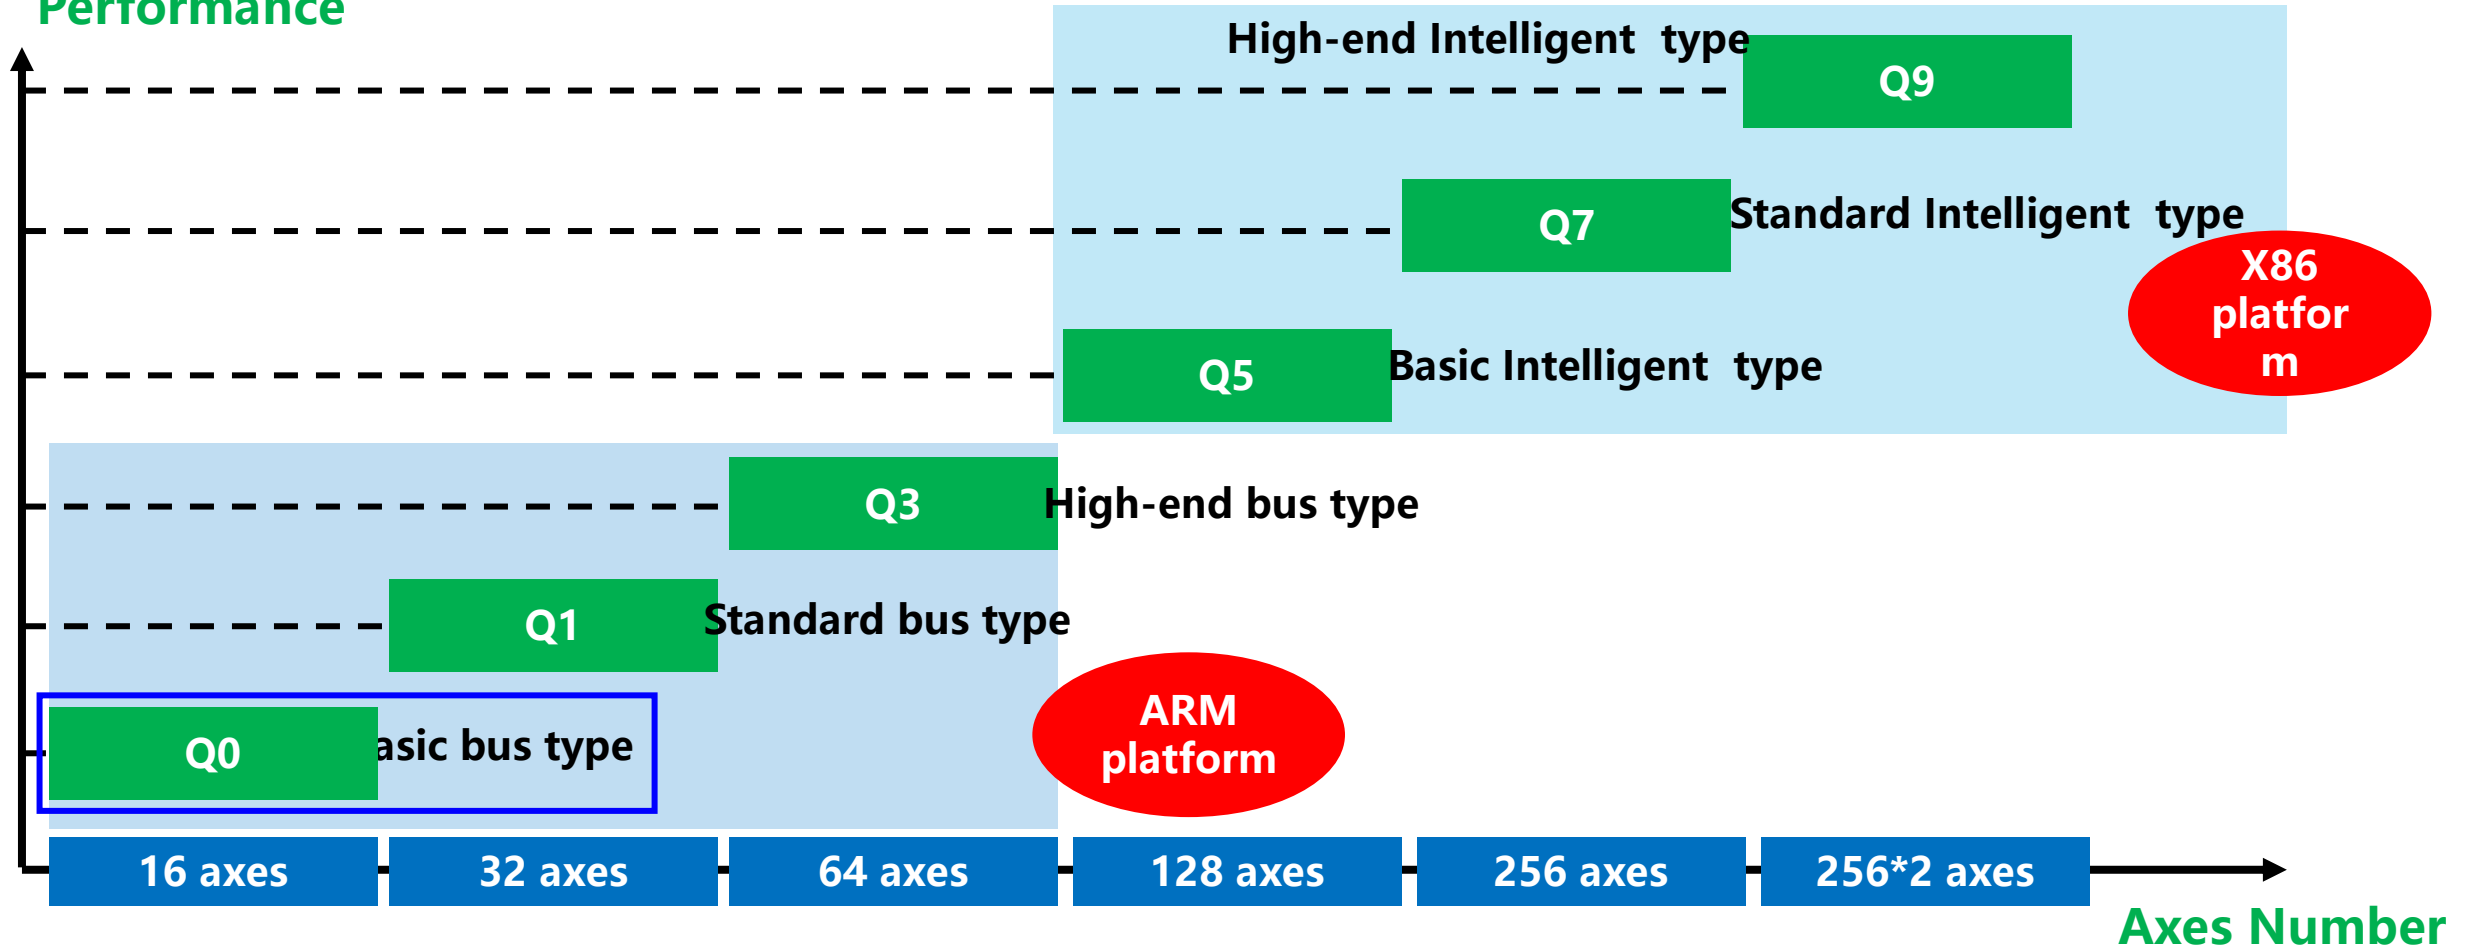 Performance
High-end Intelligent type
Q9
Q7
Standard Intelligent type
X86
platfor
m
Q5
Basic Intelligent type
Q3
High-end bus type
Q1
Standard bus type
Q0
asic bus type
ARM
platform
16 axes
32 axes
64 axes
128 axes
256 axes
256*2 axes
Axes Number